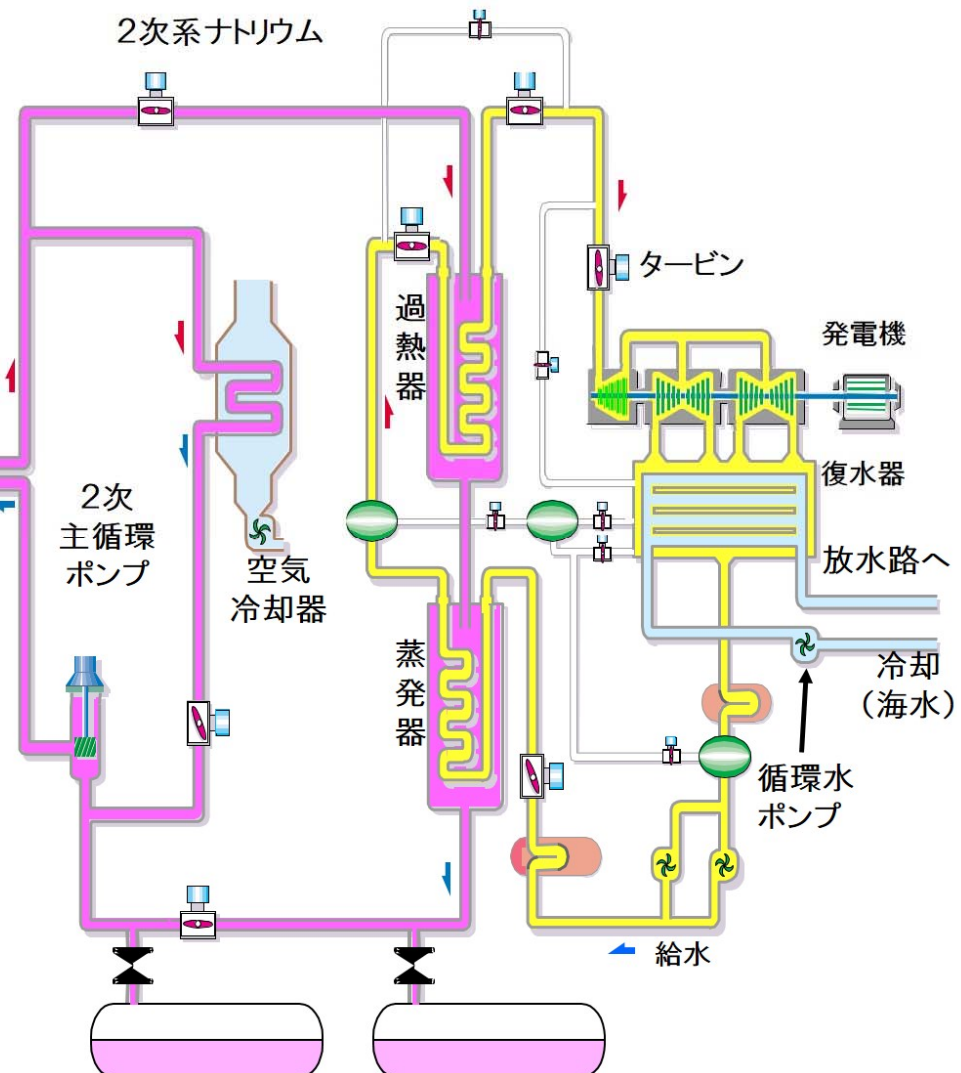 2次系ナトリウム
タービン
過
熱
器
発電機
復水器
2次
主循環
ポンプ
空気
冷却器
放水路へ
蒸
発
器
冷却
(海水)
循環水
ポンプ
給水